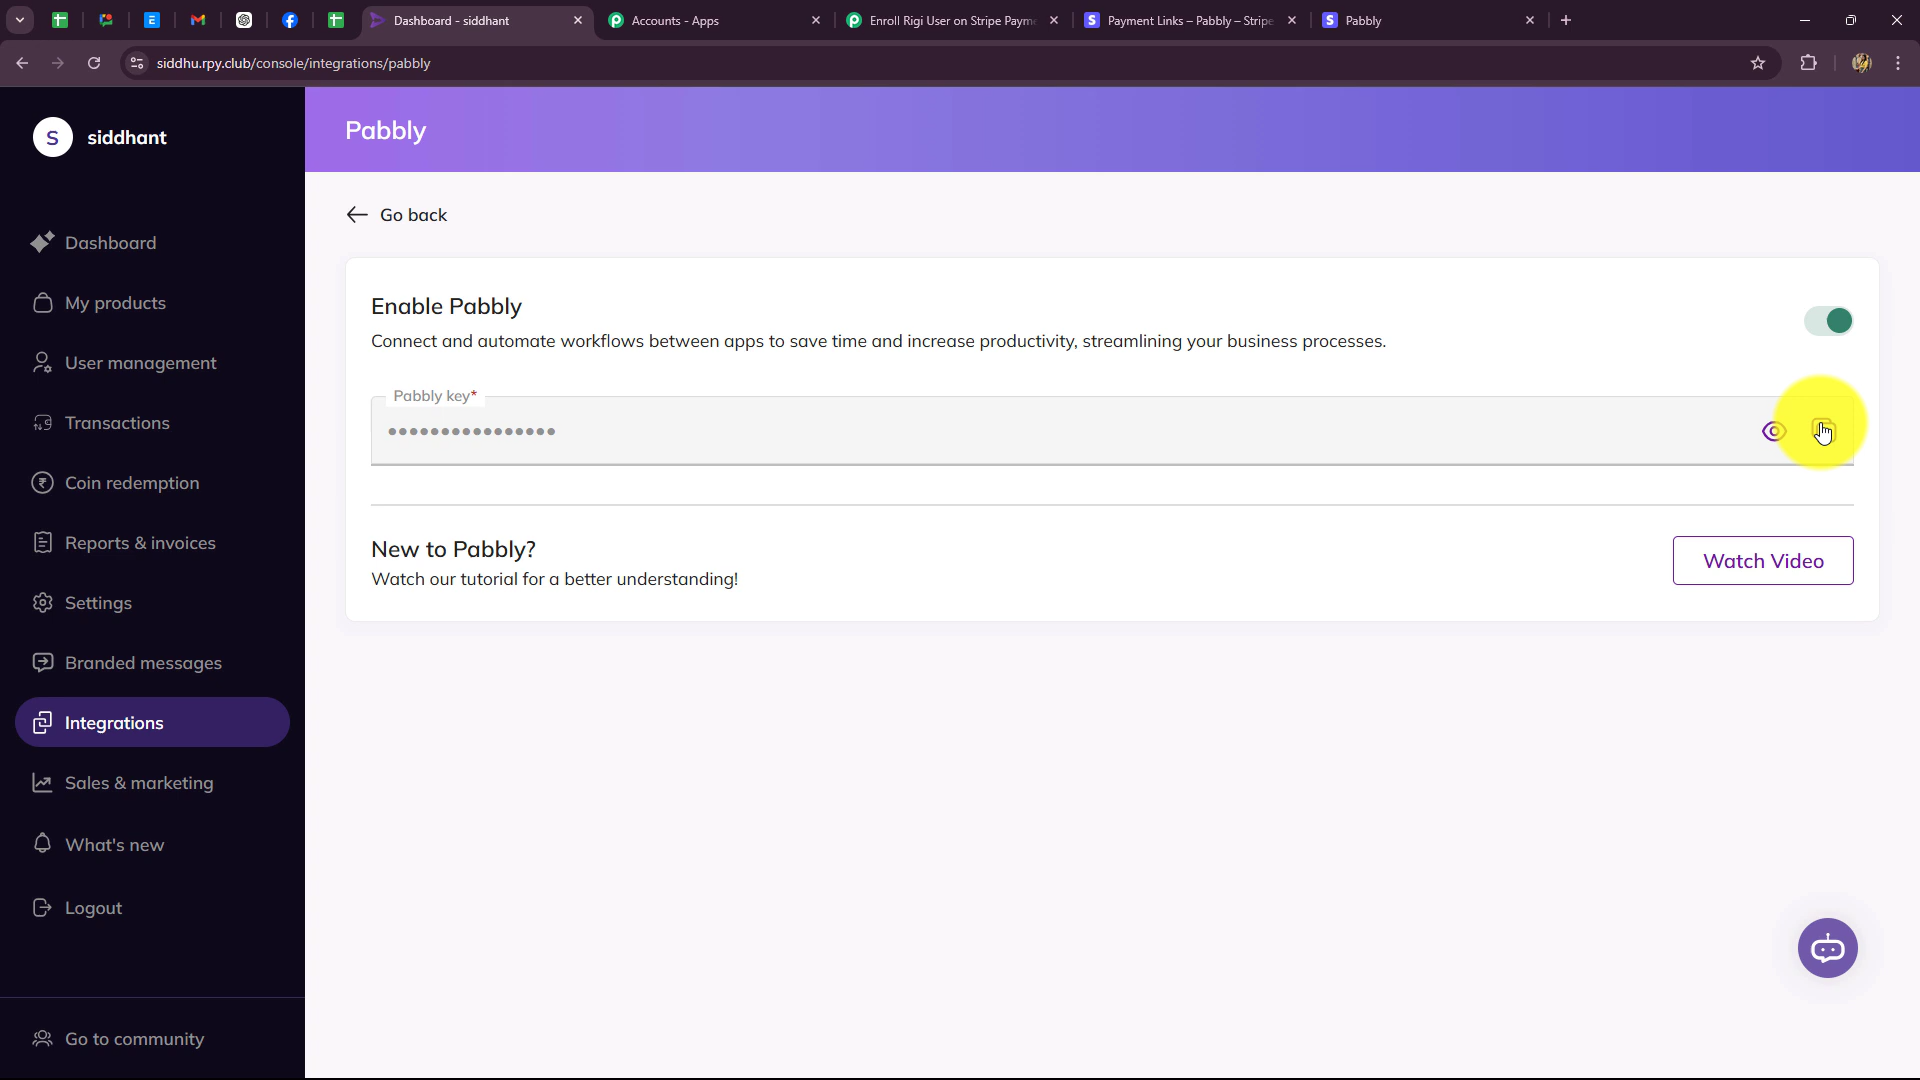 Dashboard - siddhant
Accounts - Apps
Enroll Rigi User on Stripe Payme
Payment Links – Pabbly – Stripe
Pabbly
siddhu.rpy.club/console/integrations/pabbly
S siddhant
Pabbly
Go back
Dashboard
My products
User management
Transactions
Coin redemption
Reports & invoices
Settings
Branded messages
Integrations
Sales & marketing
What's new
Logout
Go to community
Enable Pabbly
Connect and automate workflows between apps to save time and increase productivity, streamlining your business processes.
Pabbly key*
New to Pabbly?
Watch our tutorial for a better understanding!
Watch Video